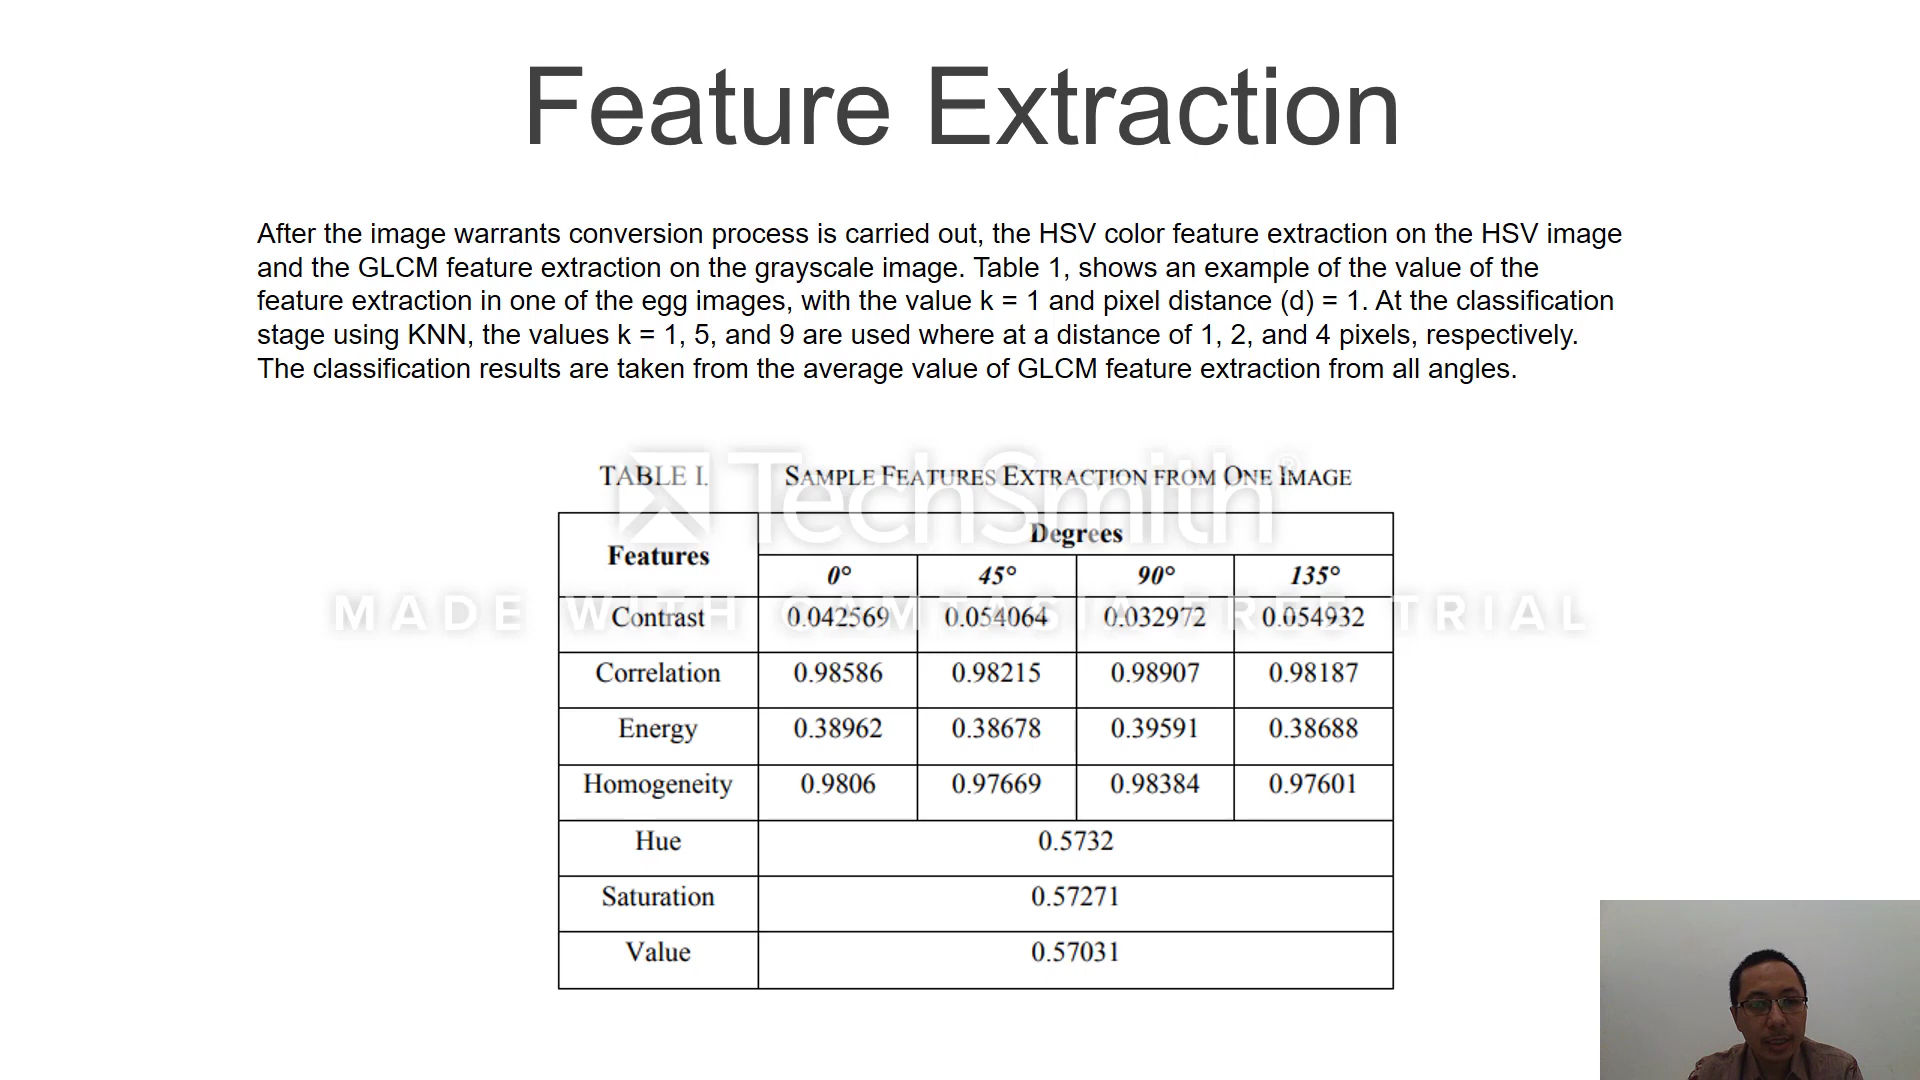 Feature Extraction
After the image warrants conversion process is carried out, the HSV color feature extraction on the HSV image
and the GLCM feature extraction on the grayscale image. Table 1, shows an example of the value of the
feature extraction in one of the egg images, with the value k = 1 and pixel distance (d) = 1. At the classification
stage using KNN, the values k = 1, 5, and 9 are used where at a distance of 1, 2, and 4 pixels, respectively.
The classification results are taken from the average value of GLCM feature extraction from all angles.
TechSmith®
TABLE I. SAMPLE FEATURES EXTRACTION FROM ONE IMAGE
Features Degrees
0° 45° 90° 135°
MADE WITH CAMTASIA FREE TRIAL
Contrast 0.042569 0.054064 0.032972 0.054932
Correlation 0.98586 0.98215 0.98907 0.98187
Energy 0.38962 0.38678 0.39591 0.38688
Homogeneity 0.9806 0.97669 0.98384 0.97601
Hue 0.5732
Saturation 0.57271
Value 0.57031